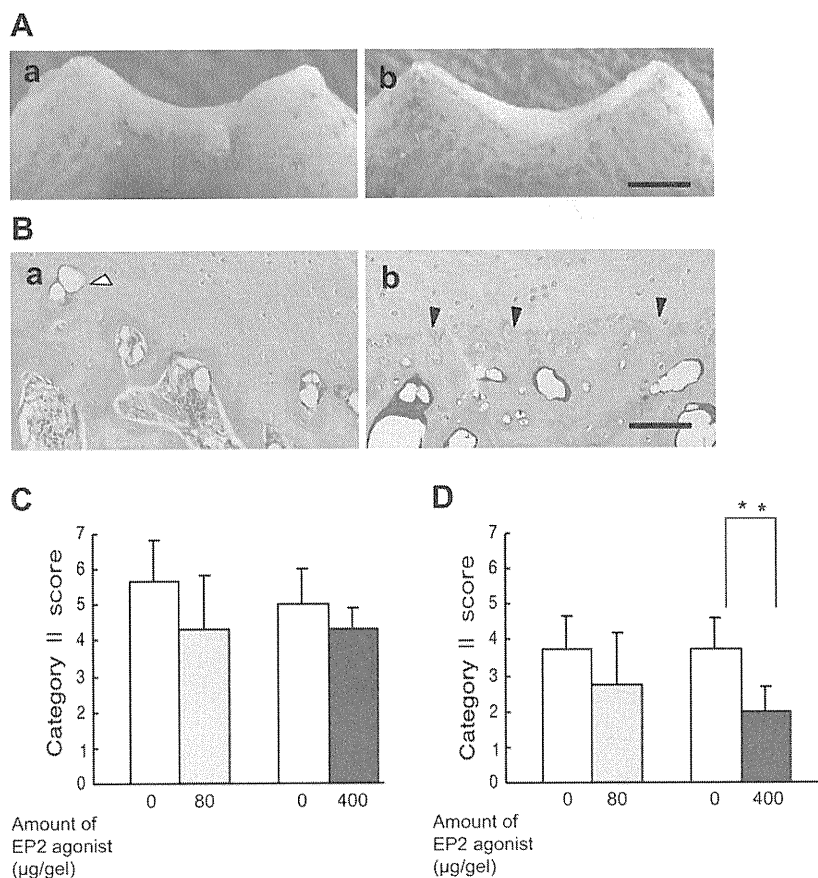 A
a
b
B
a
b
C
D
7
6
5
4
3
2
1
0
Category II score
0
80
0
400
Amount of
EP2 agonist
(μg/gel)
* *
7
6
5
4
3
2
1
0
Category II score
0
80
0
400
Amount of
EP2 agonist
(μg/gel)